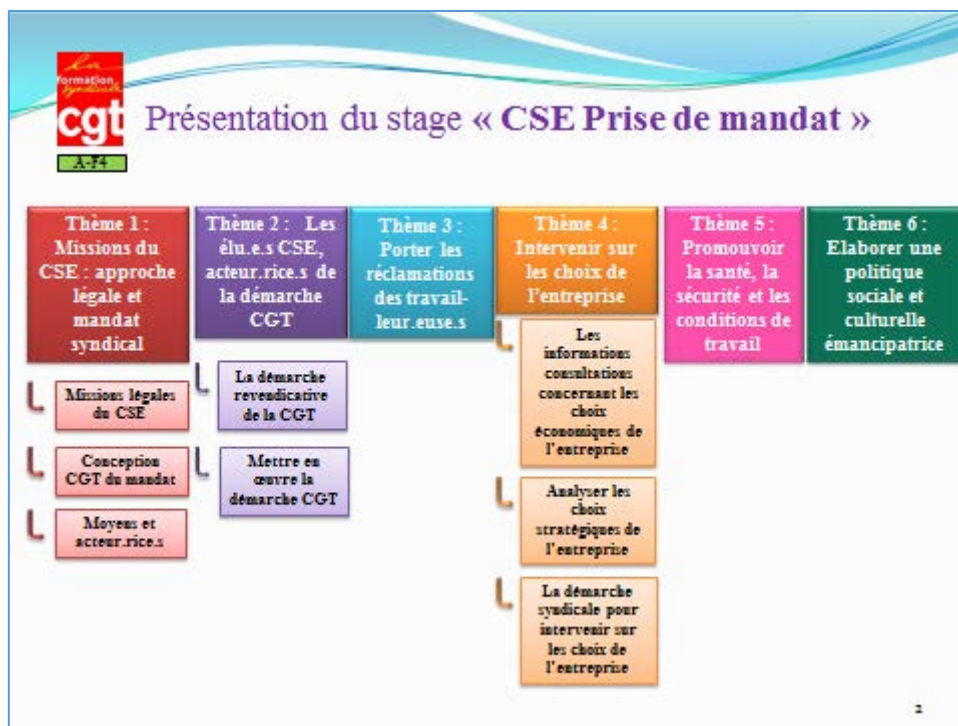 la
formation
syndicale
cgt
A-F4
Présentation du stage « CSE Prise de mandat »
Thème 1 :
Missions du
CSE : approche
légale et
mandat
syndical
Missions légales
du CSE
Conception
CGT du mandat
Moyens et
acteur.rice.s
Thème 2 : Les
élu.e.s CSE,
acteur.rice.s de
la démarche
CGT
La démarche
revendicative
de la CGT
Mettre en
œuvre la
démarche CGT
Thème 3 :
Porter les
réclamations
des travail-
leur.euse.s
Thème 4 :
Intervenir sur
les choix de
l'entreprise
Les
informations
consultations
concernant les
choix
économiques de
l'entreprise
Analyser les
choix
stratégiques de
l'entreprise
La démarche
syndicale pour
intervenir sur
les choix de
l'entreprise
Thème 5 :
Promouvoir
la santé, la
sécurité et les
conditions de
travail
Thème 6 :
Elaborer une
politique
sociale et
culturelle
émancipatrice
2